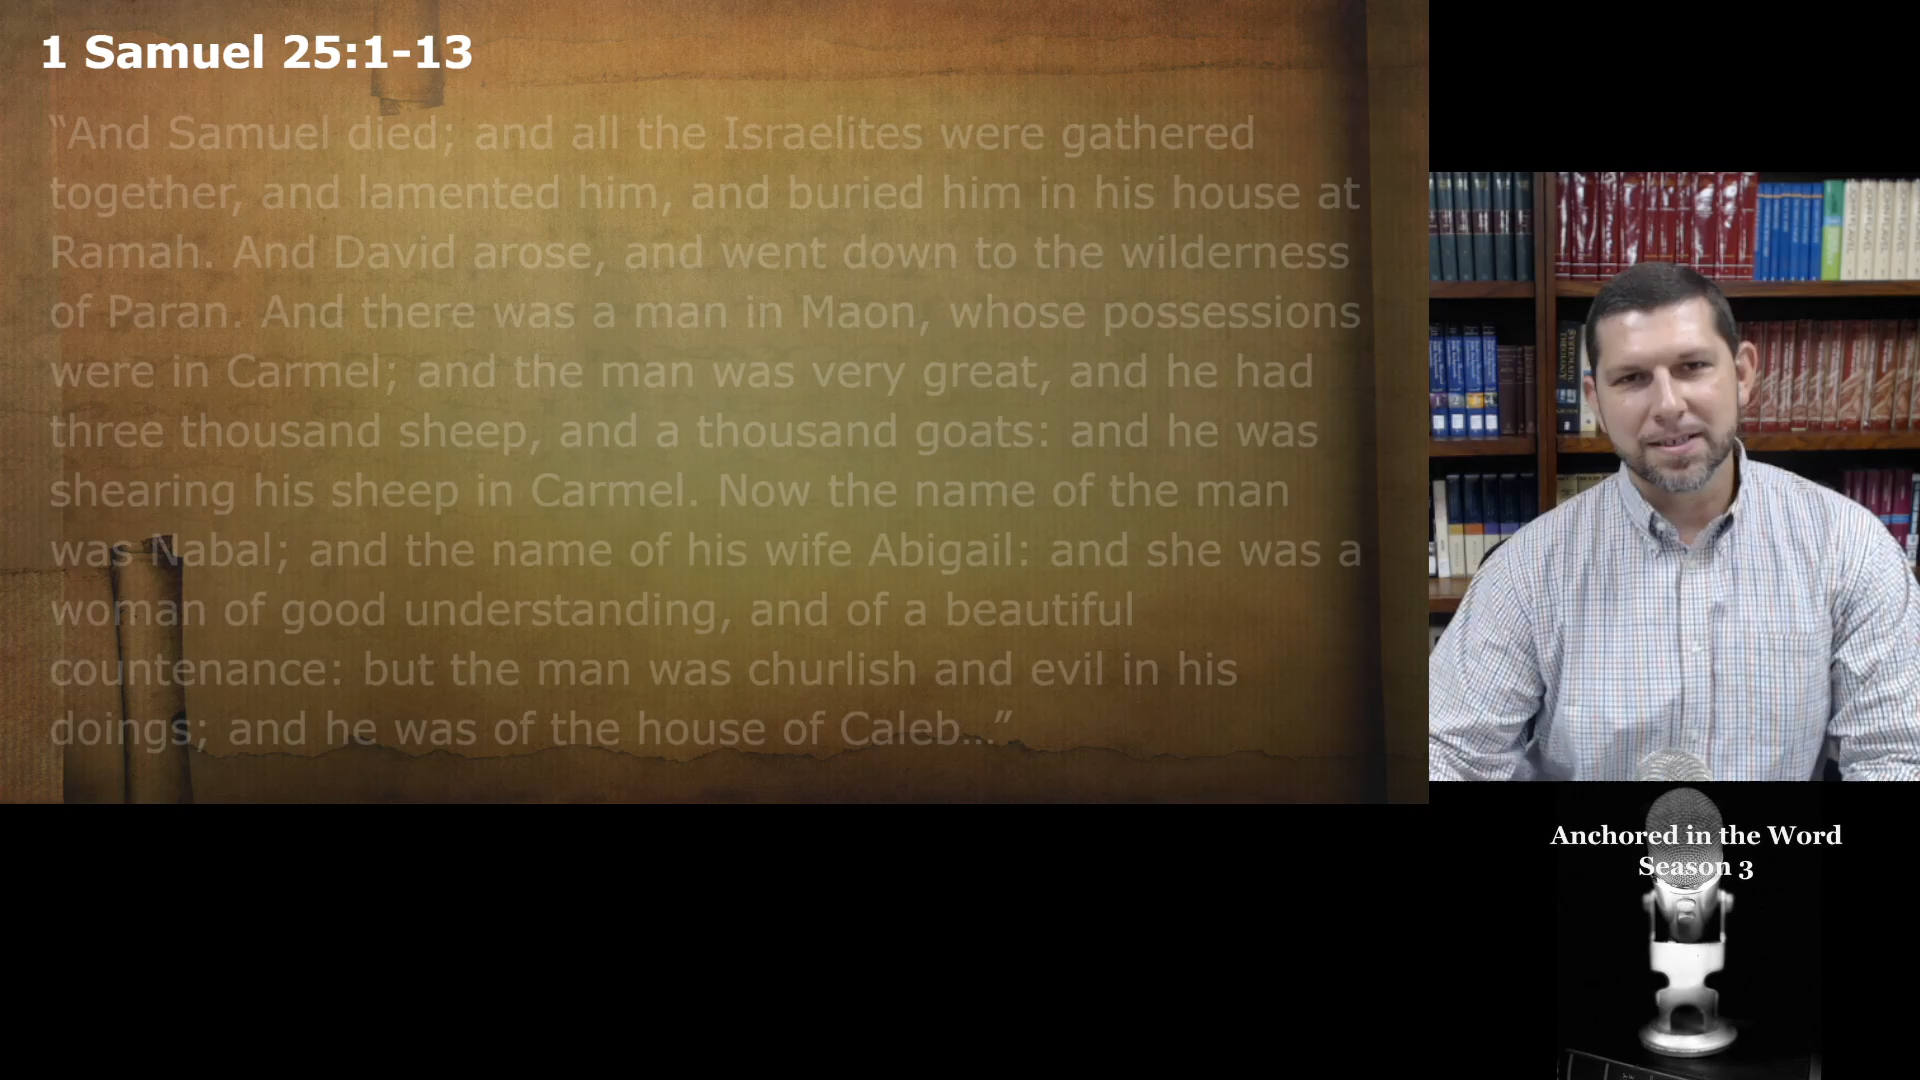 1 Samuel 25:1-13
“And Samuel died; and all the Israelites were gathered
together, and lamented him, and buried him in his house at
Ramah. And David arose, and went down to the wilderness
of Paran. And there was a man in Maon, whose possessions
were in Carmel; and the man was very great, and he had
three thousand sheep, and a thousand goats: and he was
shearing his sheep in Carmel. Now the name of the man
was Nabal; and the name of his wife Abigail: and she was a
woman of good understanding, and of a beautiful
countenance: but the man was churlish and evil in his
doings; and he was of the house of Caleb…”
SYSTEMATIC
THEOLOGY
Anchored in the Word
Season 3